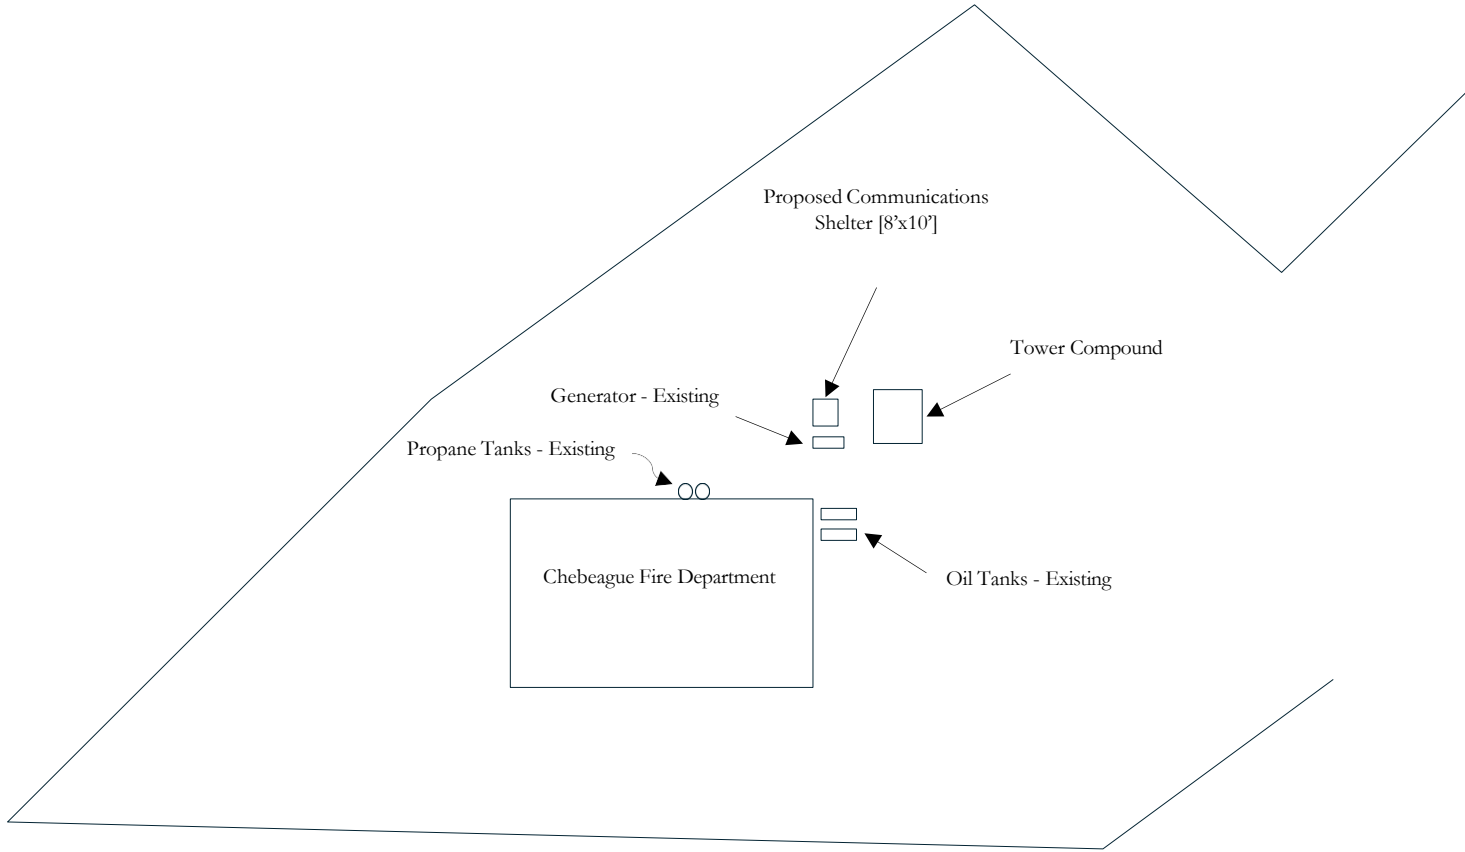 Proposed Communications
Shelter [8’x10’]
Tower Compound
Generator - Existing
Propane Tanks - Existing
Chebeague Fire Department
Oil Tanks - Existing